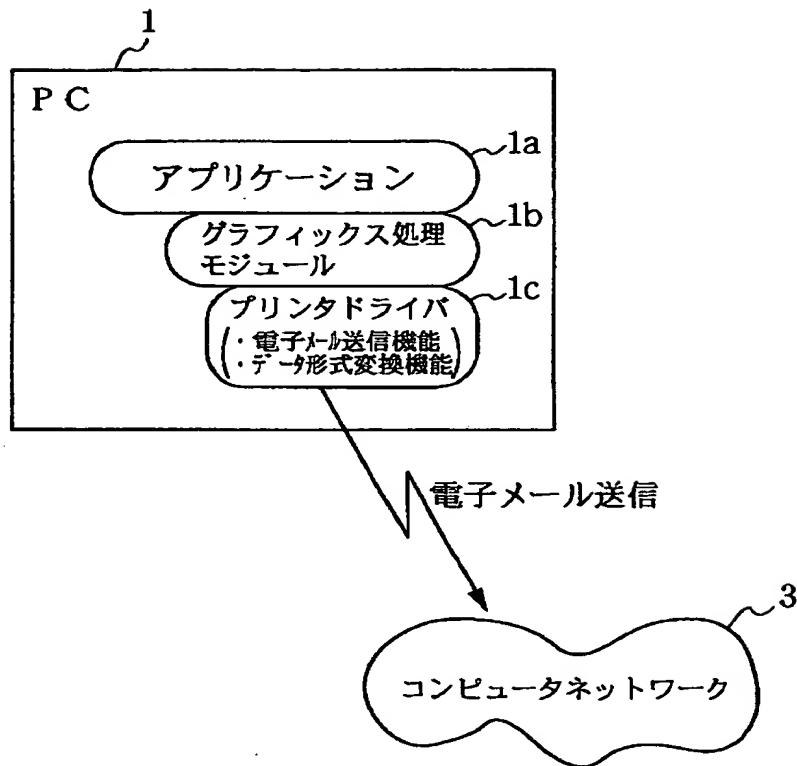 1
PC
1a
アプリケーション
1b
グラフィックス処理
モジュール
1c
プリンタドライバ
・電子メール送信機能
・データ形式変換機能
電子メール送信
3
コンピュータネットワーク